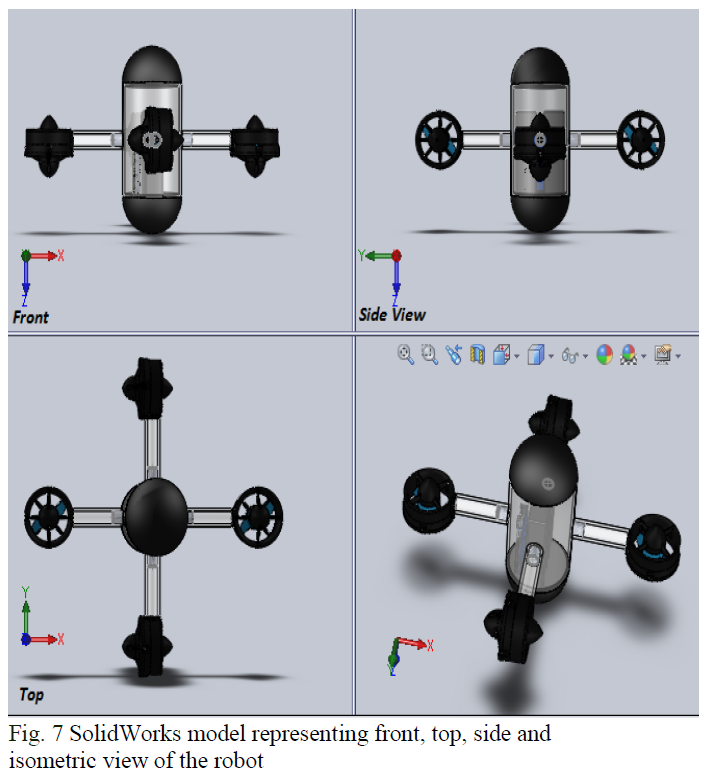 X
Z
Front
Y
Z
Side View
Y
X
Top
X
Z
Fig. 7 SolidWorks model representing front, top, side and
isometric view of the robot